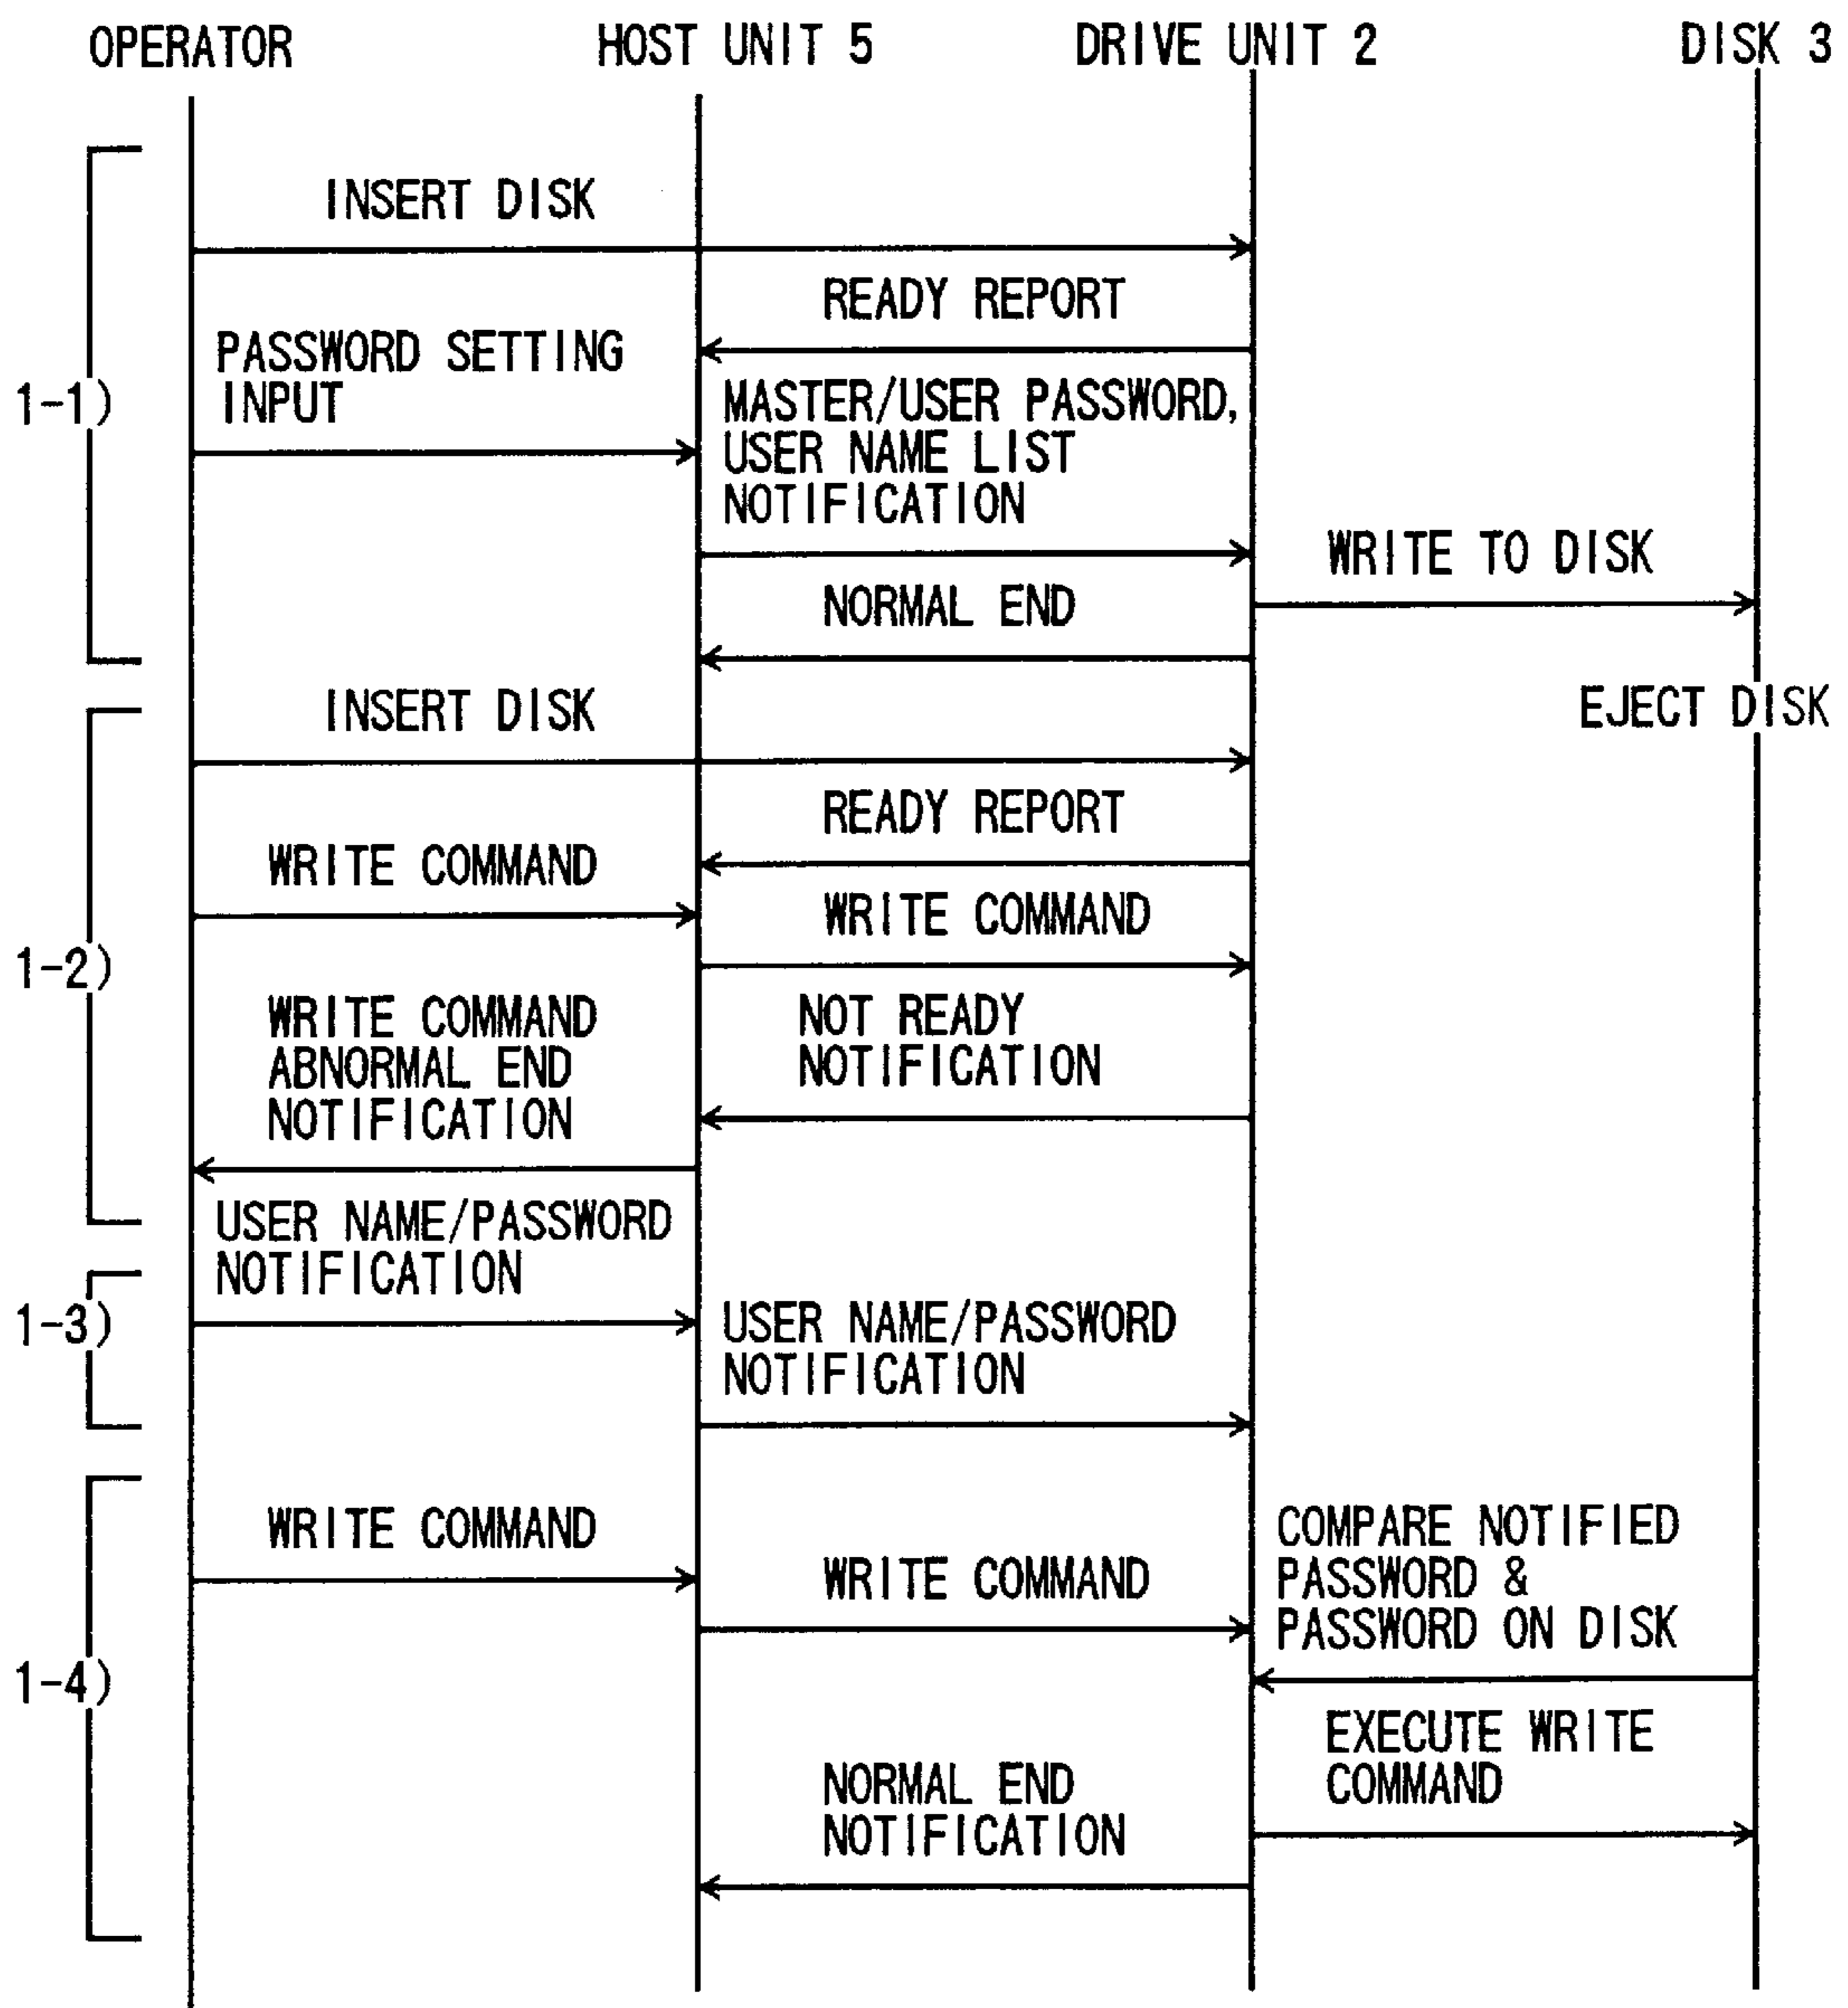 OPERATOR
HOST UNIT 5
DRIVE UNIT 2
DISK 3
1-1)
INSERT DISK
READY REPORT
PASSWORD SETTING
INPUT
MASTER/USER PASSWORD,
USER NAME LIST
NOTIFICATION
WRITE TO DISK
NORMAL END
EJECT DISK
1-2)
INSERT DISK
READY REPORT
WRITE COMMAND
WRITE COMMAND
NOT READY
NOTIFICATION
WRITE COMMAND
ABNORMAL END
NOTIFICATION
1-3)
USER NAME/PASSWORD
NOTIFICATION
USER NAME/PASSWORD
NOTIFICATION
1-4)
WRITE COMMAND
WRITE COMMAND
COMPARE NOTIFIED
PASSWORD &
PASSWORD ON DISK
EXECUTE WRITE
COMMAND
NORMAL END
NOTIFICATION